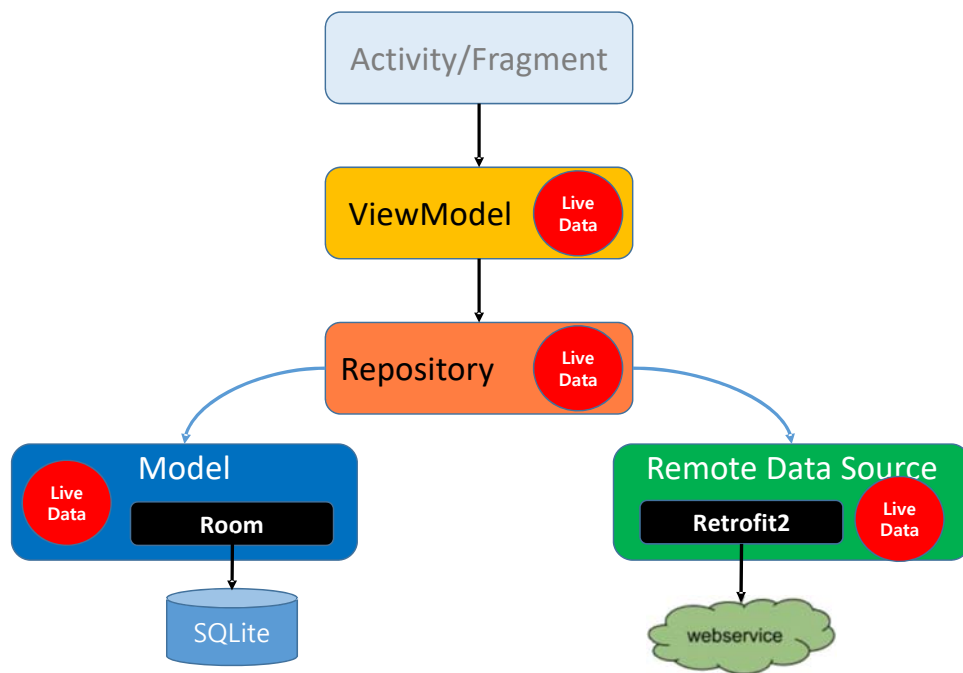 Activity/Fragment
ViewModel
Live
Data
Repository
Live
Data
Model
Live
Data
Room
SQLite
Remote Data Source
Retrofit2
Live
Data
webservice